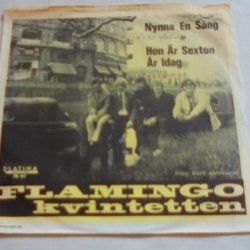 Nynna En Sång
Hon Är Sexton
År Idag
PLATINA
FLAMINGO
kvintetten